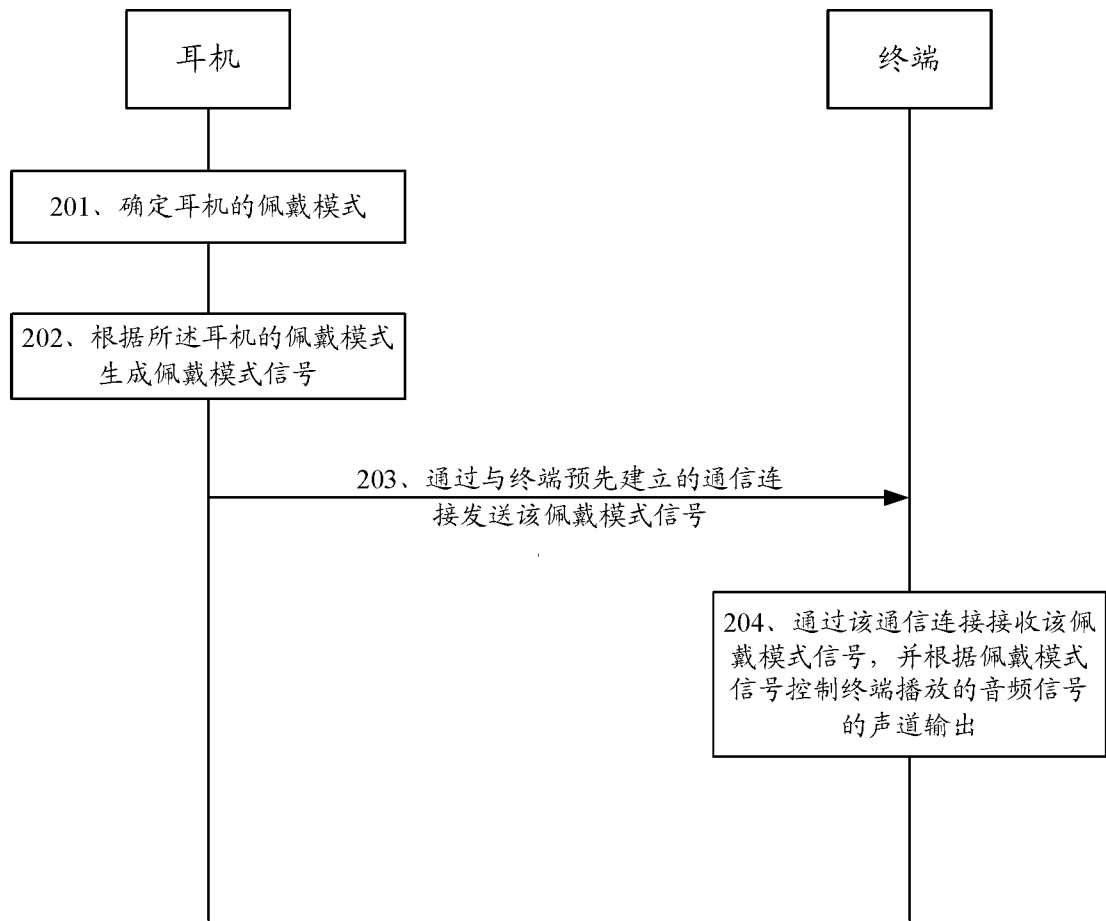 耳机
终端
201、确定耳机的佩戴模式
202、根据所述耳机的佩戴模式
生成佩戴模式信号
203、通过与终端预先建立的通信连
接发送该佩戴模式信号
204、通过该通信连接接收该佩
戴模式信号，并根据佩戴模式
信号控制终端播放的音频信号
的声道输出